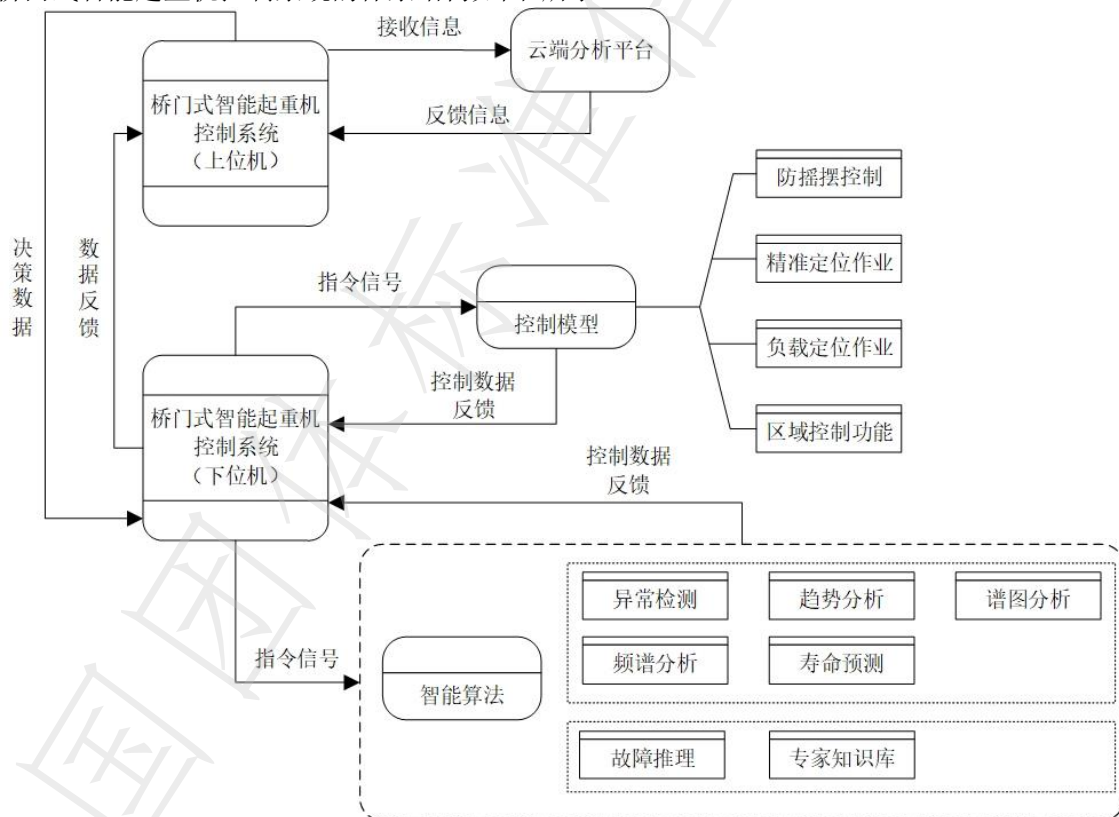 接收信息
云端分析平台
桥门式智能起重机
控制系统
（上位机）
反馈信息
防摇摆控制
决策数据
数据反馈
精准定位作业
指令信号
控制模型
负载定位作业
控制数据
反馈
桥门式智能起重机
控制系统
（下位机）
区域控制功能
控制数据
反馈
异常检测
趋势分析
谱图分析
频谱分析
寿命预测
指令信号
智能算法
故障推理
专家知识库
国团体标准信